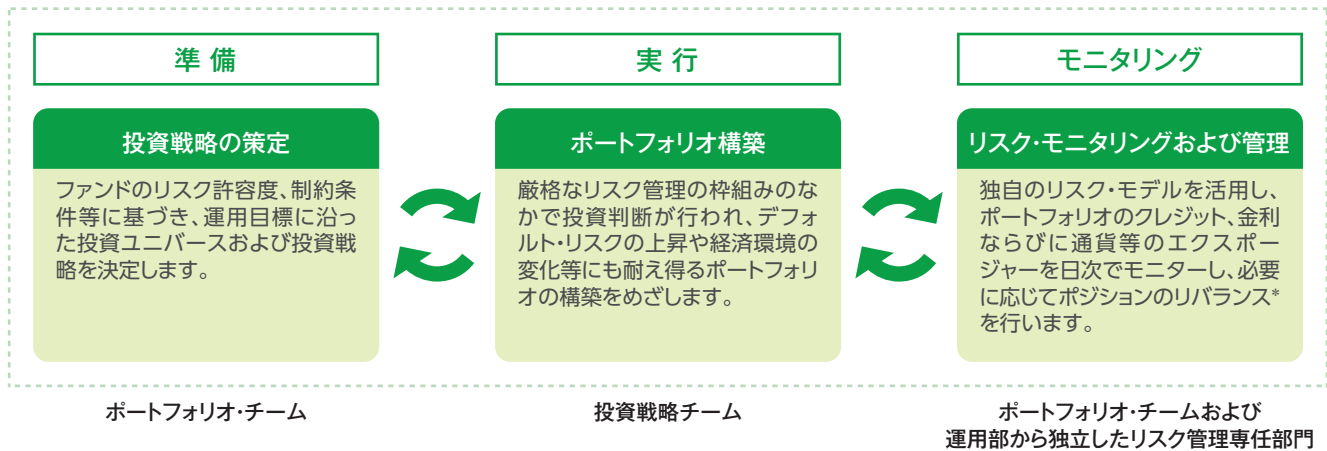 準 備
投資戦略の策定
ファンドのリスク許容度、制約条
件等に基づき、運用目標に沿っ
た投資ユニバースおよび投資戦
略を決定します。
ポートフォリオ・チーム
実 行
ポートフォリオ構築
厳格なリスク管理の枠組みのな
かで投資判断が行われ、デフォ
ルト・リスクの上昇や経済環境の
変化等にも耐え得るポートフォリ
オの構築をめざします。
投資戦略チーム
モニタリング
リスク・モニタリングおよび管理
独自のリスク・モデルを活用し、
ポートフォリオのクレジット、金利
ならびに通貨等のエクスポー
ジャーを日次でモニターし、必要
に応じてポジションのリバランス*
を行います。
ポートフォリオ・チームおよび
運用部から独立したリスク管理専任部門